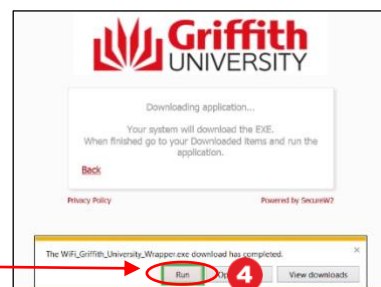 Griffith
UNIVERSITY
Downloading application...
Your system will download the EXE.
When finished go to your Downloaded Items and run the
application.
Back
Privacy Policy
Powered by SecureW2
The WiFi_Griffith_University_Wrapper.exe download has completed.
×
Run
4
View downloads